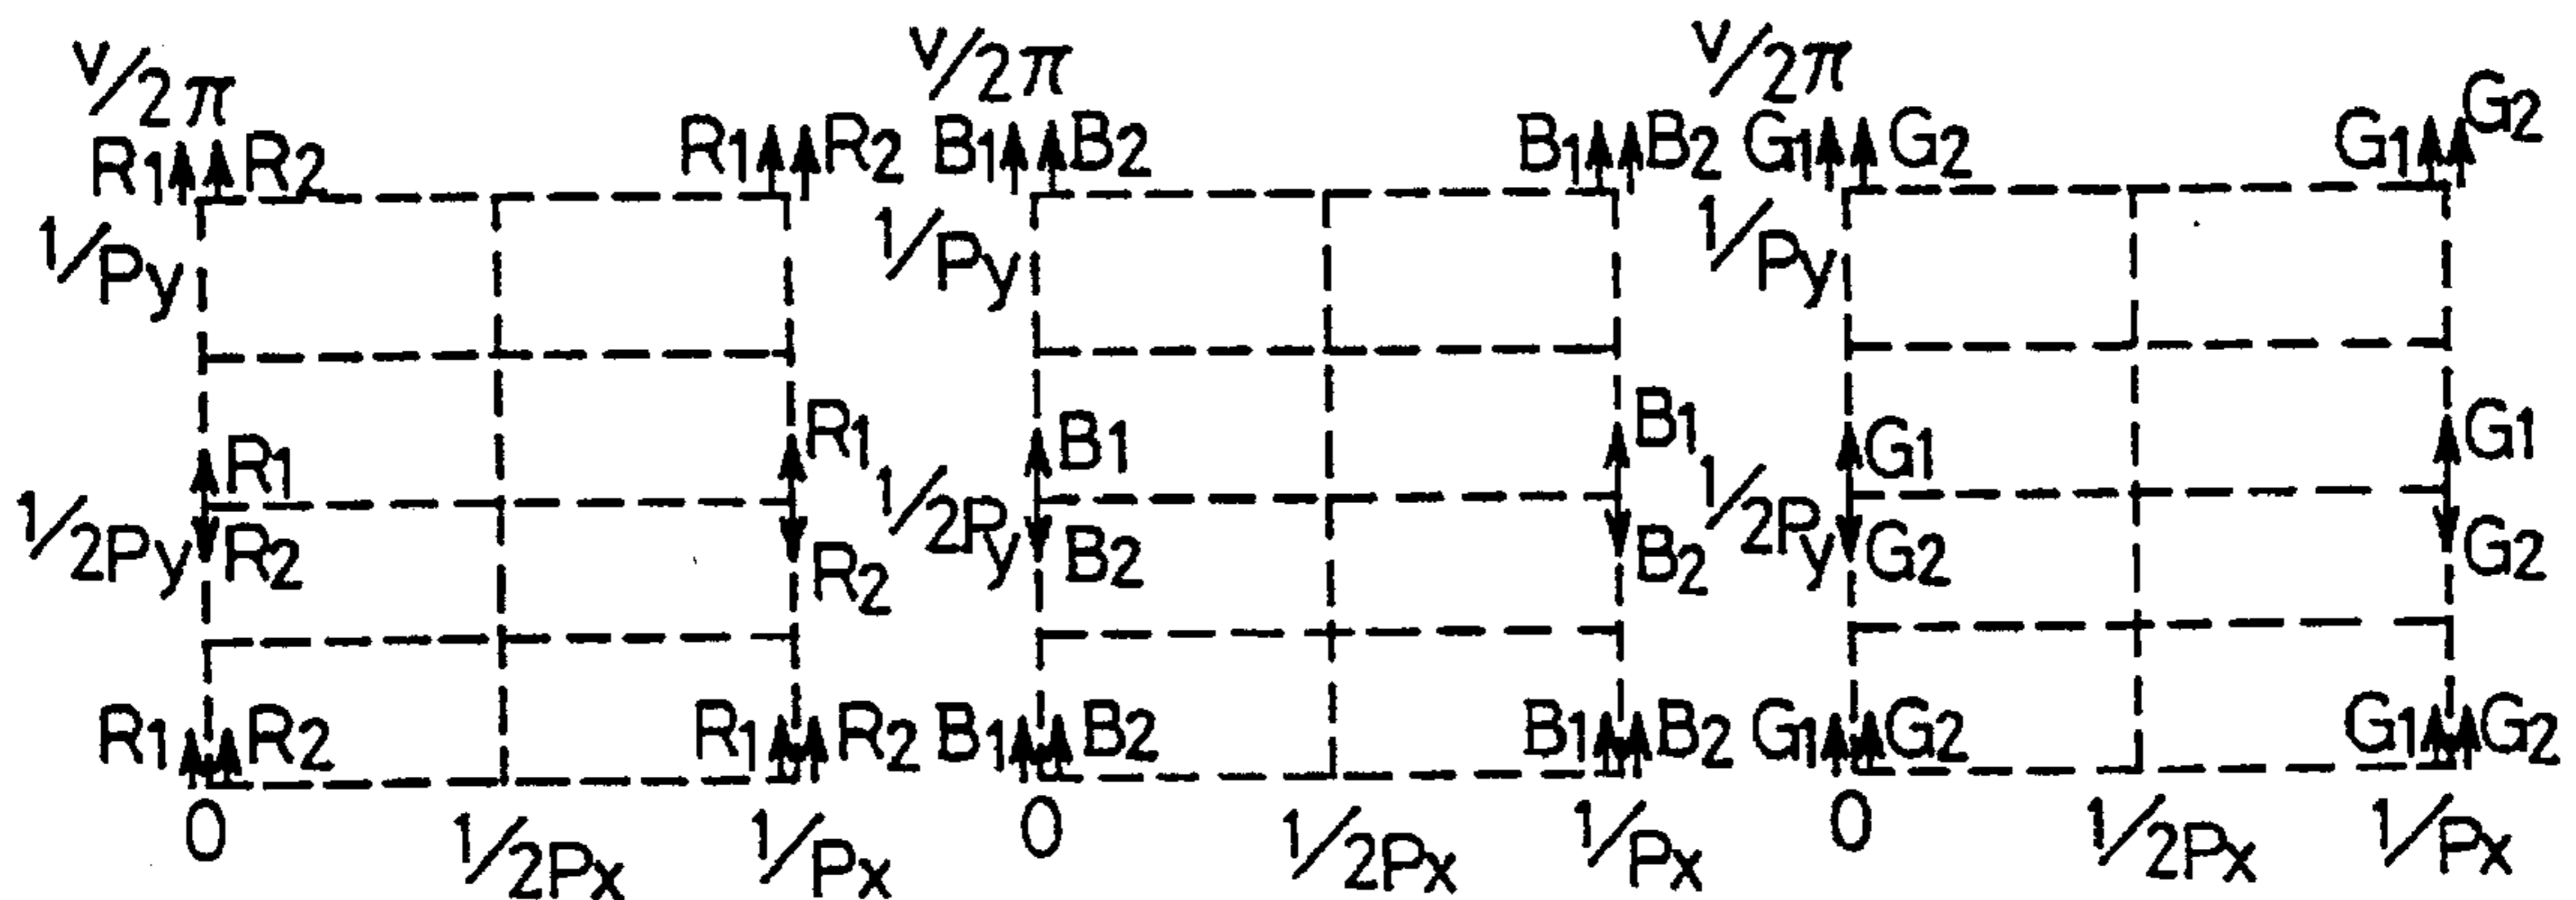 v/2π v/2π v/2π
R1 R2 R1 R2 B1 B2 B1 B2 G1 G2 G1 G2
1/Py 1/Py 1/Py
R1 R1 B1 B1 G1 G1
1/2Py 1/2Py 1/2Py
R2 R2 B2 B2 G2 G2
R1 R2 R1 R2 B1 B2 B1 B2 G1 G2 G1 G2
0 1/2Px 1/Px 0 1/2Px 1/Px 0 1/2Px 1/Px